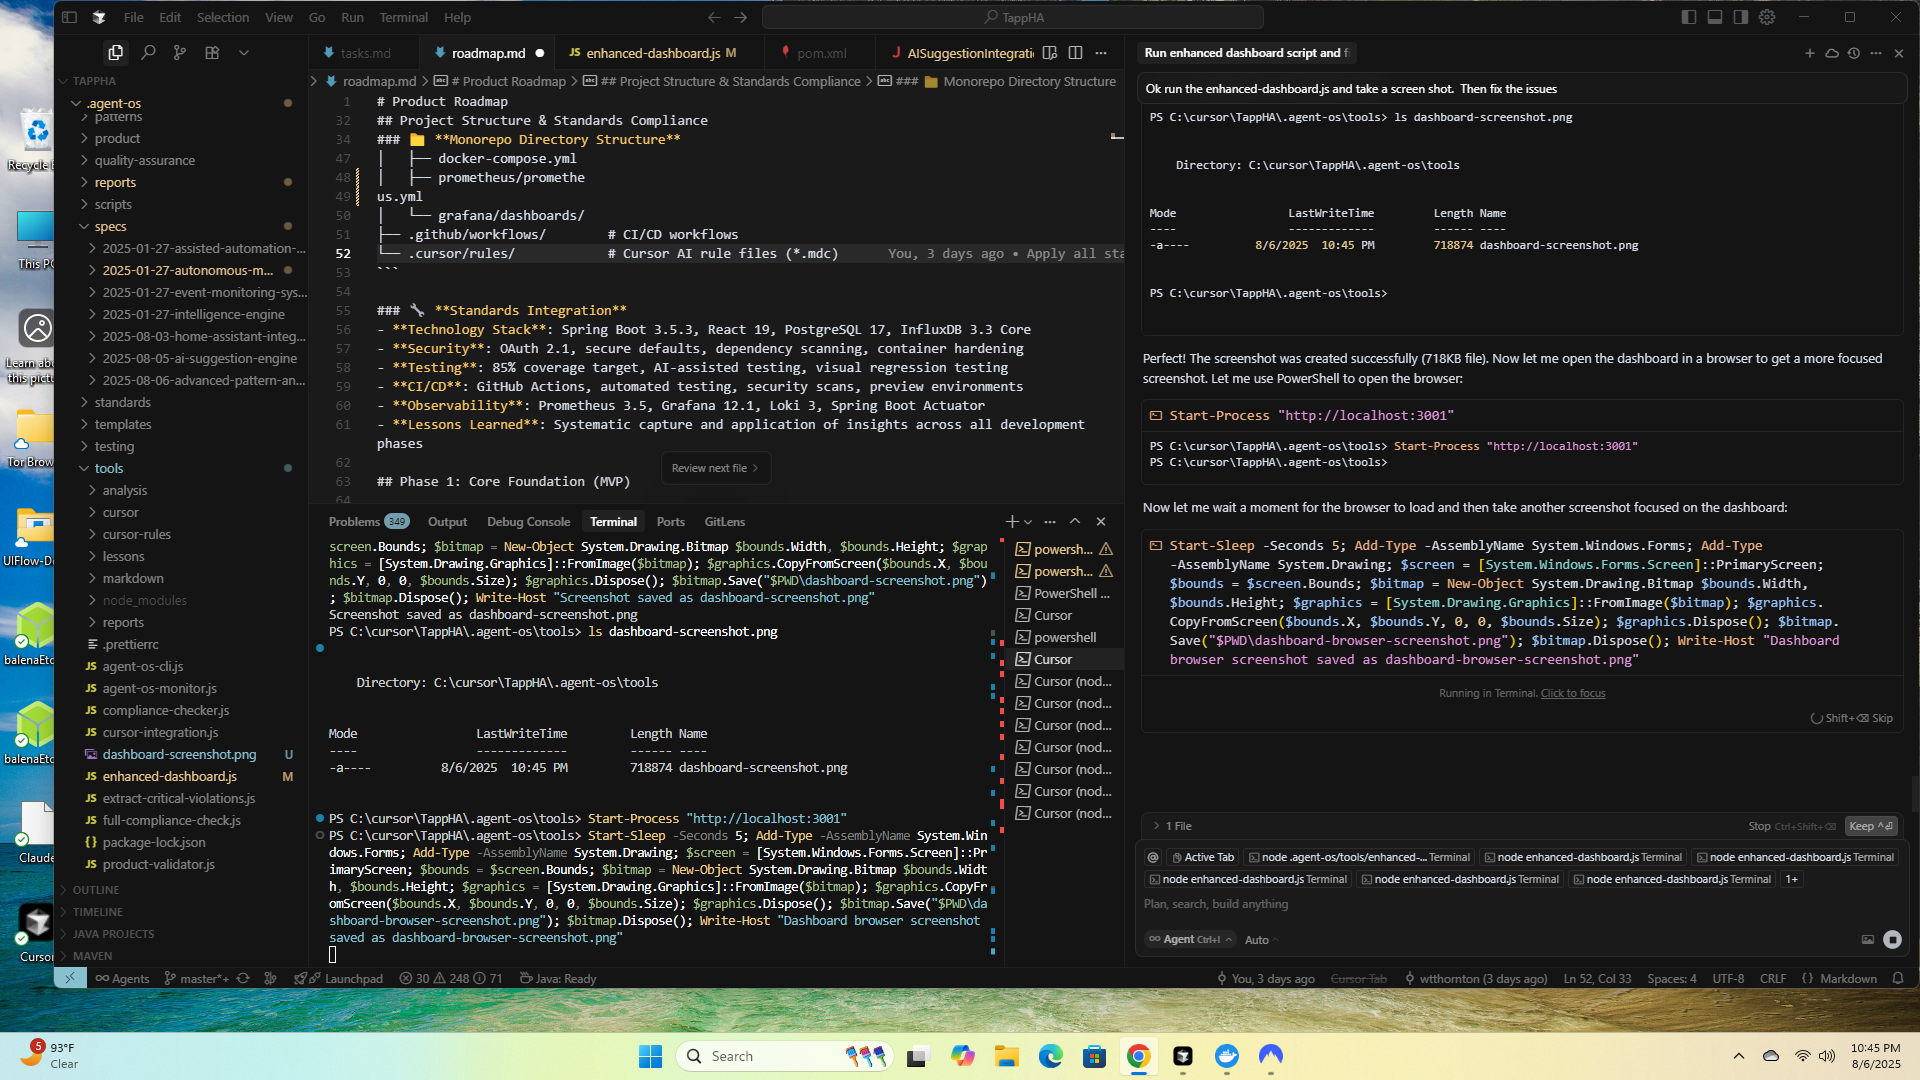 File Edit Selection View Go Run Terminal Help
TappHA
TAPPHA
.agent-os
patterns
product
quality-assurance
reports
scripts
specs
2025-01-27-assisted-automation-...
2025-01-27-autonomous-m...
2025-01-27-event-monitoring-sys...
2025-01-27-intelligence-engine
2025-08-03-home-assistant-integ...
2025-08-05-ai-suggestion-engine
2025-08-06-advanced-pattern-an...
standards
templates
testing
tools
analysis
cursor
cursor-rules
lessons
markdown
node_modules
reports
.prettierrc
JS agent-os-cli.js
JS agent-os-monitor.js
JS compliance-checker.js
JS cursor-integration.js
dashboard-screenshot.png U
JS enhanced-dashboard.js M
JS extract-critical-violations.js
JS full-compliance-check.js
{} package-lock.json
JS product-validator.js
OUTLINE
TIMELINE
JAVA PROJECTS
MAVEN
tasks.md
roadmap.md
JS enhanced-dashboard.js M
pom.xml
J AISuggestionIntegrati
roadmap.md > # Product Roadmap > ## Project Structure & Standards Compliance > ### Monorepo Directory Structure
1 # Product Roadmap
32 ## Project Structure & Standards Compliance
34 ### 📁 **Monorepo Directory Structure**
47 │   ├── docker-compose.yml
48 │   ├── prometheus/promethe
49 us.yml
50 │   └── grafana/dashboards/
51 ├── .github/workflows/ # CI/CD workflows
52 └── .cursor/rules/ # Cursor AI rule files (*.mdc) You, 3 days ago • Apply all sta
53 ```
54
55 ### 🔧 **Standards Integration**
56 - **Technology Stack**: Spring Boot 3.5.3, React 19, PostgreSQL 17, InfluxDB 3.3 Core
57 - **Security**: OAuth 2.1, secure defaults, dependency scanning, container hardening
58 - **Testing**: 85% coverage target, AI-assisted testing, visual regression testing
59 - **CI/CD**: GitHub Actions, automated testing, security scans, preview environments
60 - **Observability**: Prometheus 3.5, Grafana 12.1, Loki 3, Spring Boot Actuator
61 - **Lessons Learned**: Systematic capture and application of insights across all development
phases
62
63 ## Phase 1: Core Foundation (MVP)
64
Review next file
Problems 349 Output Debug Console Terminal Ports GitLens
screen.Bounds; $bitmap = New-Object System.Drawing.Bitmap $bounds.Width, $bounds.Height; $grap
hics = [System.Drawing.Graphics]::FromImage($bitmap); $graphics.CopyFromScreen($bounds.X, $bou
nds.Y, 0, 0, $bounds.Size); $graphics.Dispose(); $bitmap.Save("$PWD\dashboard-screenshot.png")
; $bitmap.Dispose(); Write-Host "Screenshot saved as dashboard-screenshot.png"
Screenshot saved as dashboard-screenshot.png
PS C:\cursor\TappHA\.agent-os\tools> ls dashboard-screenshot.png
Directory: C:\cursor\TappHA\.agent-os\tools
Mode LastWriteTime Length Name
---- ------------- ------ ----
-a---- 8/6/2025 10:45 PM 718874 dashboard-screenshot.png
PS C:\cursor\TappHA\.agent-os\tools> Start-Process "http://localhost:3001"
PS C:\cursor\TappHA\.agent-os\tools> Start-Sleep -Seconds 5; Add-Type -AssemblyName System.Win
dows.Forms; Add-Type -AssemblyName System.Drawing; $screen = [System.Windows.Forms.Screen]::Pr
imaryScreen; $bounds = $screen.Bounds; $bitmap = New-Object System.Drawing.Bitmap $bounds.Widt
h, $bounds.Height; $graphics = [System.Drawing.Graphics]::FromImage($bitmap); $graphics.CopyFr
omScreen($bounds.X, $bounds.Y, 0, 0, $bounds.Size); $graphics.Dispose(); $bitmap.Save("$PWD\da
shboard-browser-screenshot.png"); $bitmap.Dispose(); Write-Host "Dashboard browser screenshot
saved as dashboard-browser-screenshot.png"
powersh...
powersh...
PowerShell ...
Cursor
powershell
Cursor
Cursor (nod...
Cursor (nod...
Cursor (nod...
Cursor (nod...
Cursor (nod...
Cursor (nod...
Cursor (nod...
Run enhanced dashboard script and fi
Ok run the enhanced-dashboard.js and take a screen shot. Then fix the issues
PS C:\cursor\TappHA\.agent-os\tools> ls dashboard-screenshot.png
Directory: C:\cursor\TappHA\.agent-os\tools
Mode LastWriteTime Length Name
---- ------------- ------ ----
-a---- 8/6/2025 10:45 PM 718874 dashboard-screenshot.png
PS C:\cursor\TappHA\.agent-os\tools>
Perfect! The screenshot was created successfully (718KB file). Now let me open the dashboard in a browser to get a more focused
screenshot. Let me use PowerShell to open the browser:
Start-Process "http://localhost:3001"
PS C:\cursor\TappHA\.agent-os\tools> Start-Process "http://localhost:3001"
PS C:\cursor\TappHA\.agent-os\tools>
Now let me wait a moment for the browser to load and then take another screenshot focused on the dashboard:
Start-Sleep -Seconds 5; Add-Type -AssemblyName System.Windows.Forms; Add-Type
-AssemblyName System.Drawing; $screen = [System.Windows.Forms.Screen]::PrimaryScreen;
$bounds = $screen.Bounds; $bitmap = New-Object System.Drawing.Bitmap $bounds.Width,
$bounds.Height; $graphics = [System.Drawing.Graphics]::FromImage($bitmap); $graphics.
CopyFromScreen($bounds.X, $bounds.Y, 0, 0, $bounds.Size); $graphics.Dispose(); $bitmap.
Save("$PWD\dashboard-browser-screenshot.png"); $bitmap.Dispose(); Write-Host "Dashboard
browser screenshot saved as dashboard-browser-screenshot.png"
Running in Terminal. Click to focus
Shift+⌫ Skip
1 File
Stop Ctrl+Shift+⌫ Keep ^⏎
@ Active Tab node .agent-os/tools/enhanced-... Terminal node enhanced-dashboard.js Terminal node enhanced-dashboard.js Terminal
node enhanced-dashboard.js Terminal node enhanced-dashboard.js Terminal node enhanced-dashboard.js Terminal 1+
Plan, search, build anything
∞ Agent Ctrl+I Auto
∞ Agents master*+ Launchpad 30 248 71 Java: Ready
You, 3 days ago Cursor Tab wtthornton (3 days ago) Ln 52, Col 33 Spaces: 4 UTF-8 CRLF {} Markdown
Recycle
This PC
Learn abo
this pictu
Tor Brow
UIFlow-D
balenaEtc
balenaEtc
Claude
Cursor
5
93°F
Clear
Search
10:45 PM
8/6/2025